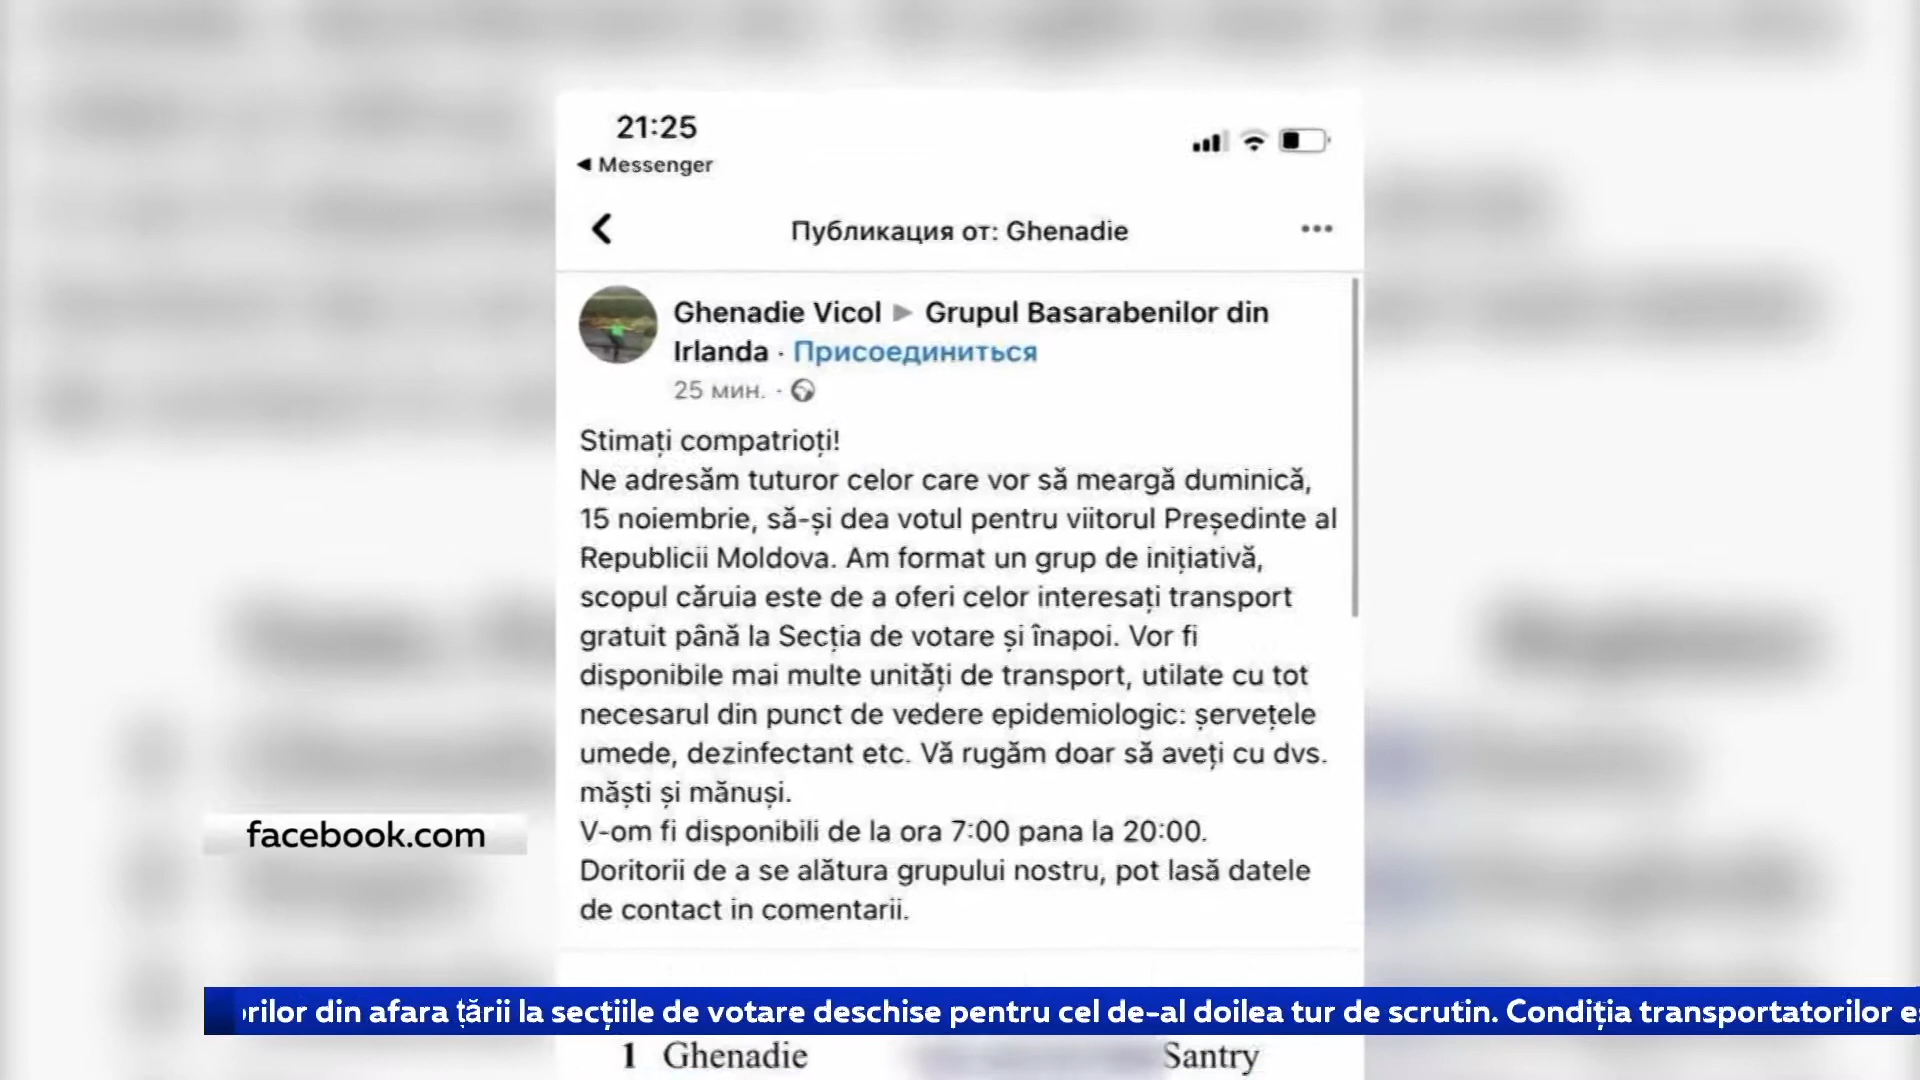 21:25
Messenger
Публикация от: Ghenadie
Ghenadie Vicol ▶ Grupul Basarabenilor din
Irlanda · Присоединиться
25 мин. ·
Stimați compatrioți!
Ne adresăm tuturor celor care vor să meargă duminică,
15 noiembrie, să-și dea votul pentru viitorul Președinte al
Republicii Moldova. Am format un grup de inițiativă,
scopul căruia este de a oferi celor interesați transport
gratuit până la Secția de votare și înapoi. Vor fi
disponibile mai multe unități de transport, utilate cu tot
necesarul din punct de vedere epidemiologic: șervețele
umede, dezinfectant etc. Vă rugăm doar să aveți cu dvs.
măști și mănuși.
V-om fi disponibili de la ora 7:00 pana la 20:00.
Doritorii de a se alătura grupului nostru, pot lasă datele
de contact in comentarii.
facebook.com
din afara țării la secțiile de votare deschise pentru cel de-al doilea tur de scrutin. Condiția transportatorilor
1 Ghenadie Santry